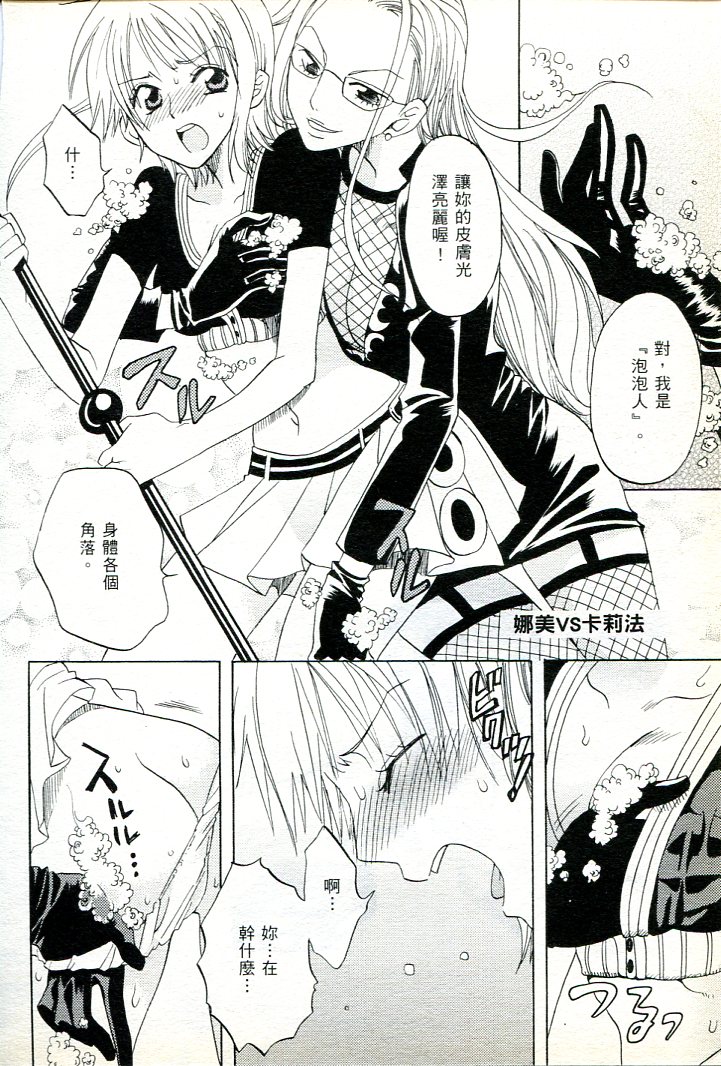 對，我是
『泡泡人』。
讓妳的皮膚光
澤亮麗喔！
什…
スル
身體各個
角落。
スル
娜美VS卡莉法
つるっ
ビクッ
啊…
妳…在
幹什麼…
スルル…